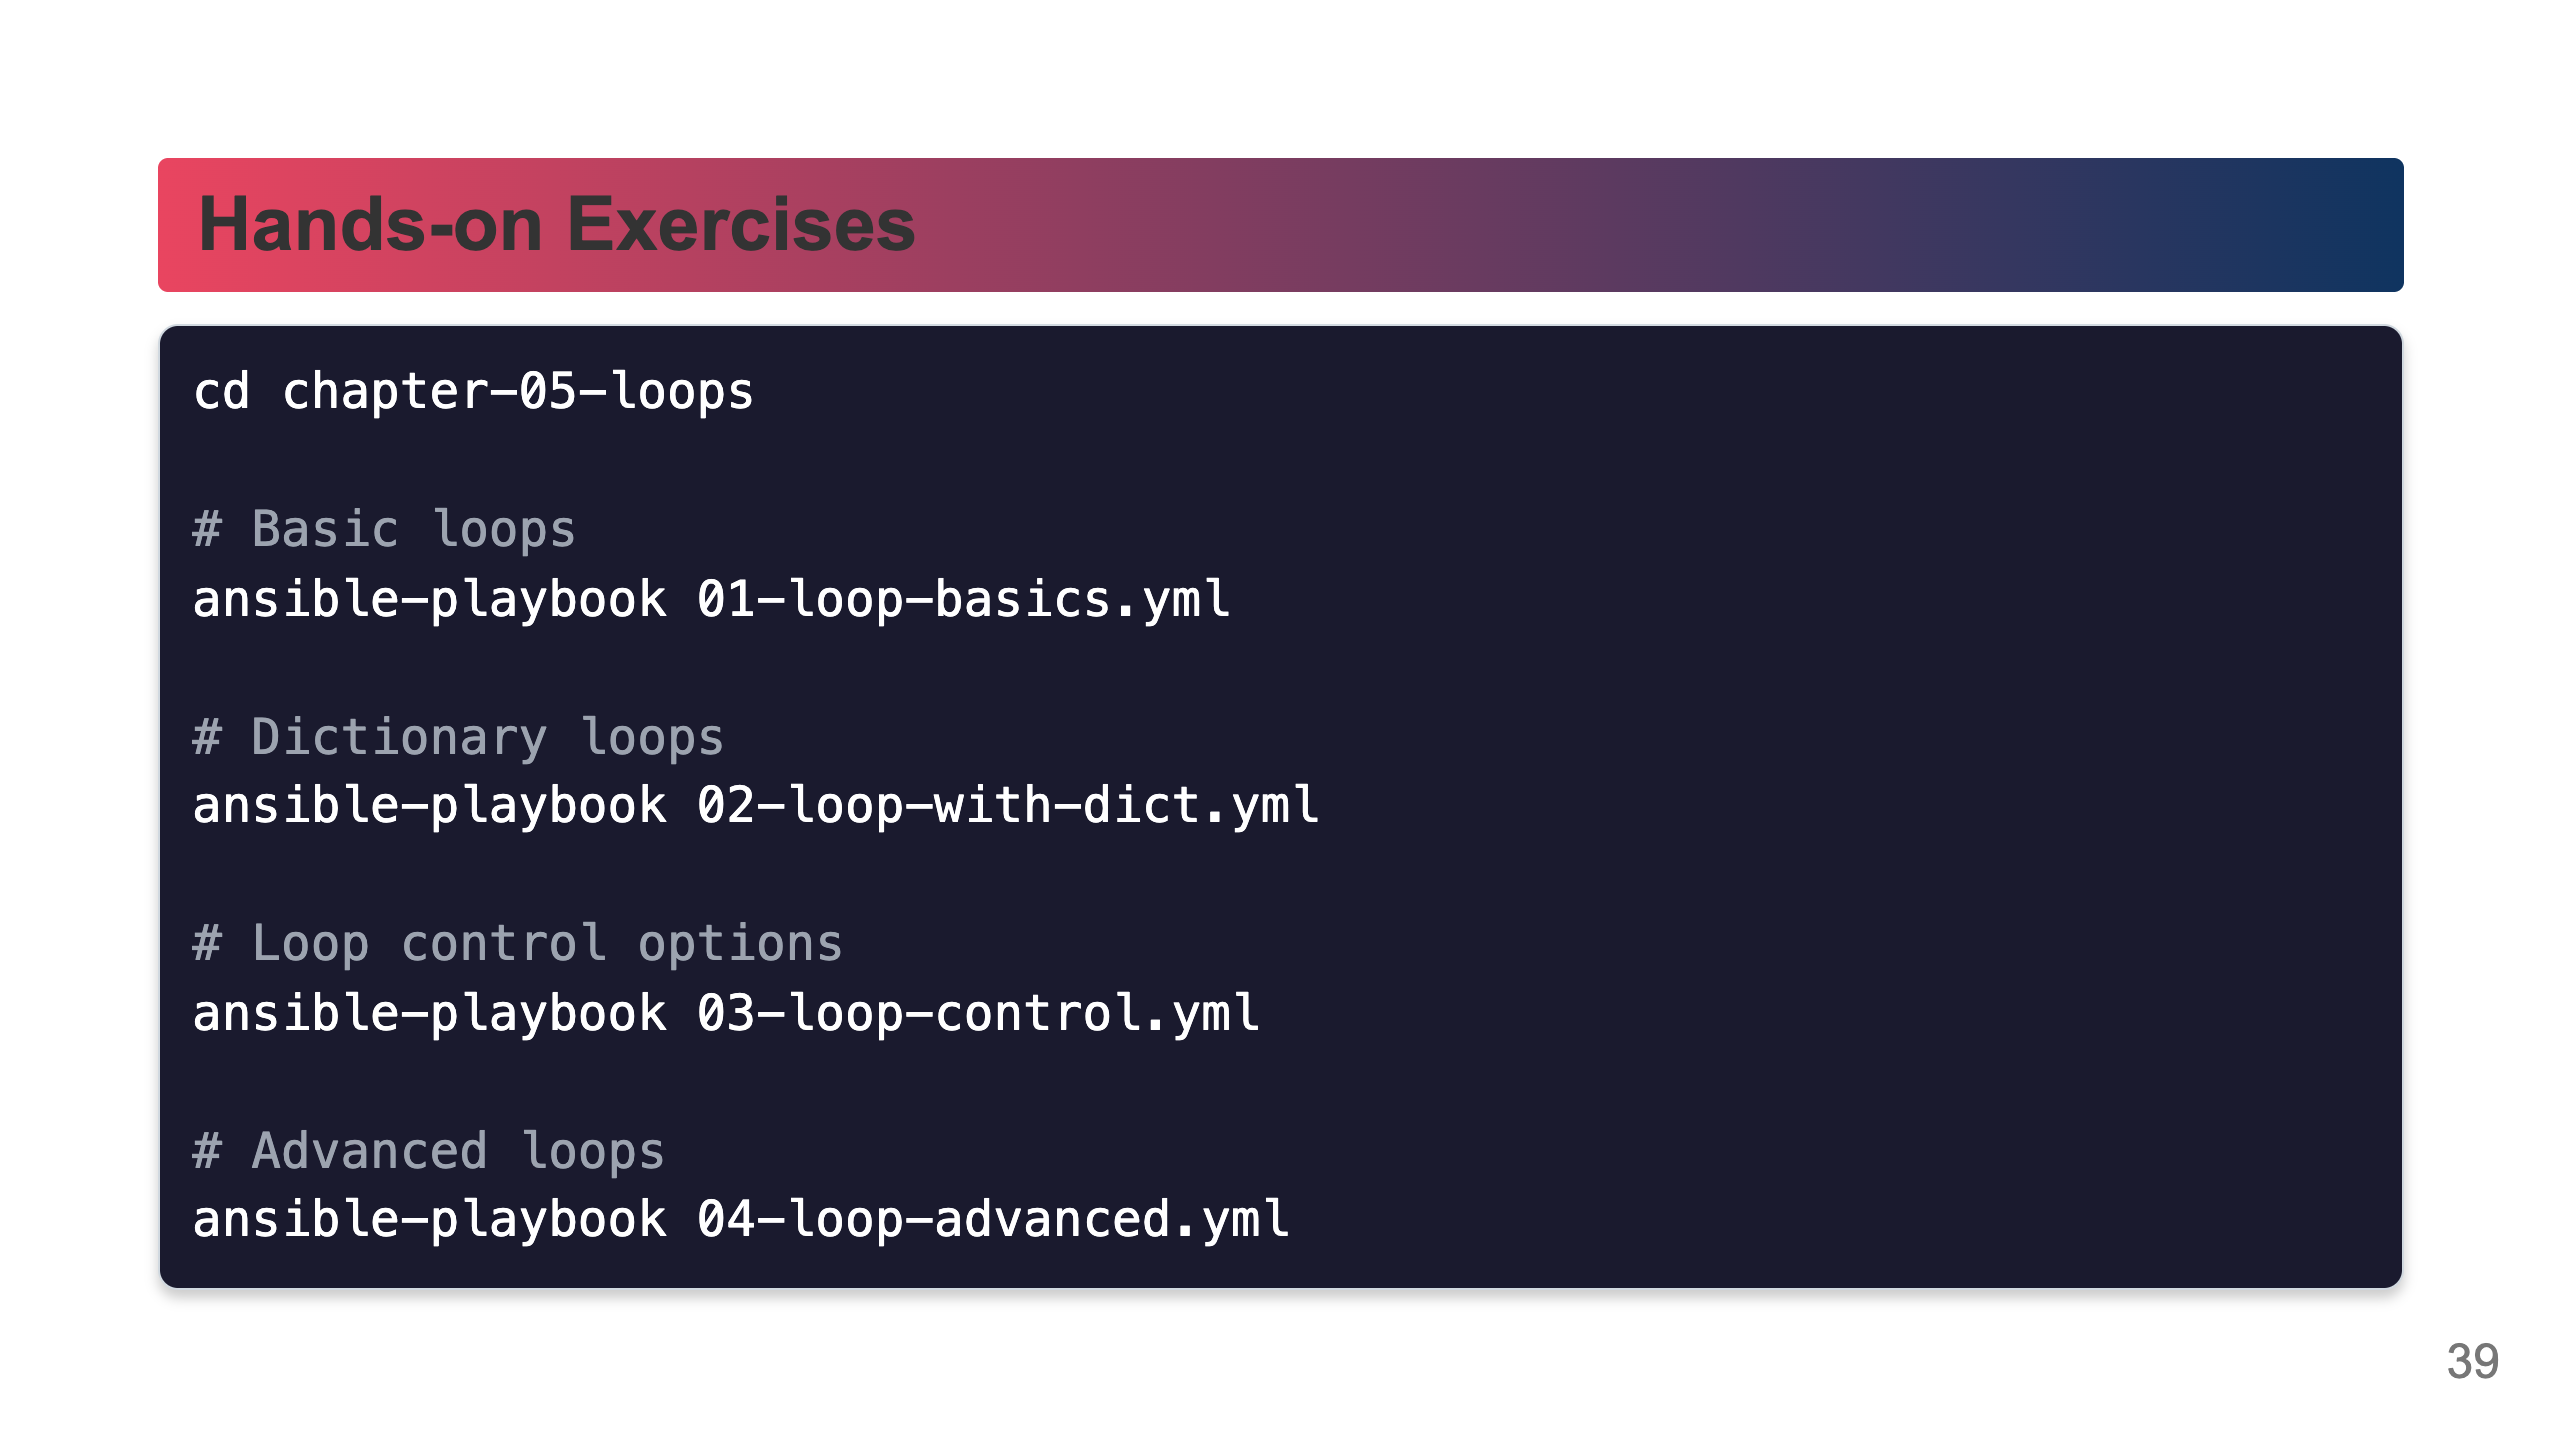 Hands-on Exercises
cd chapter-05-loops
# Basic loops
ansible-playbook 01-loop-basics.yml
# Dictionary loops
ansible-playbook 02-loop-with-dict.yml
# Loop control options
ansible-playbook 03-loop-control.yml
# Advanced loops
ansible-playbook 04-loop-advanced.yml
39